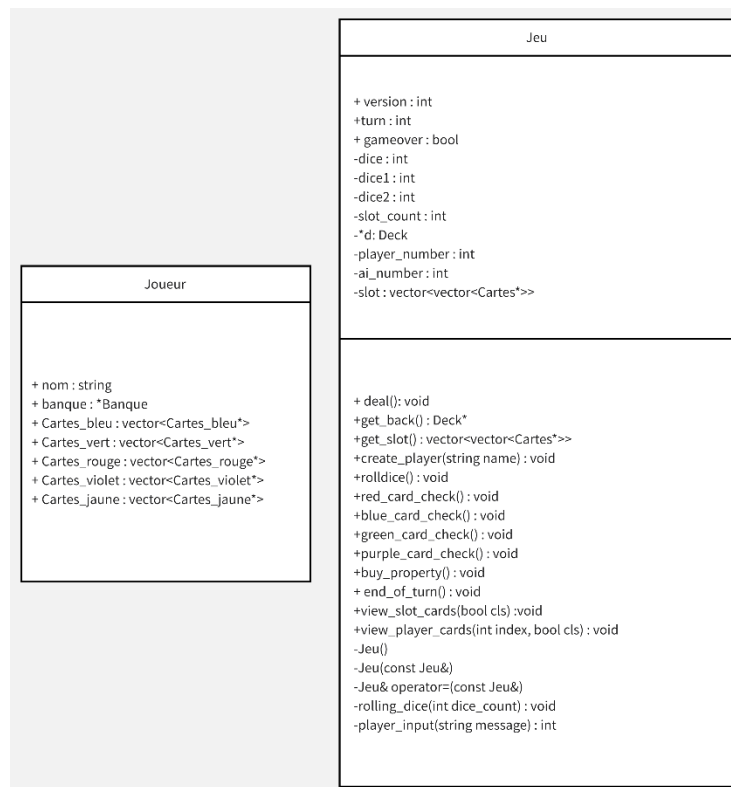 Jeu
+ version : int
+turn : int
+ gameover : bool
-dice : int
-dice1 : int
-dice2 : int
-slot_count : int
-*d: Deck
-player_number : int
-ai_number : int
-slot : vector<vector<Cartes*>>
+ deal(): void
+get_back() : Deck*
+get_slot() : vector<vector<Cartes*>>
+create_player(string name) : void
+rolldice() : void
+red_card_check() : void
+blue_card_check() : void
+green_card_check() : void
+purple_card_check() : void
+buy_property() : void
+ end_of_turn() : void
+view_slot_cards(bool cls) :void
+view_player_cards(int index, bool cls) : void
-Jeu()
-Jeu(const Jeu&)
-Jeu& operator=(const Jeu&)
-rolling_dice(int dice_count) : void
-player_input(string message) : int
Joueur
+ nom : string
+ banque : *Banque
+ Cartes_bleu : vector<Cartes_bleu*>
+ Cartes_vert : vector<Cartes_vert*>
+ Cartes_rouge : vector<Cartes_rouge*>
+ Cartes_violet : vector<Cartes_violet*>
+ Cartes_jaune : vector<Cartes_jaune*>